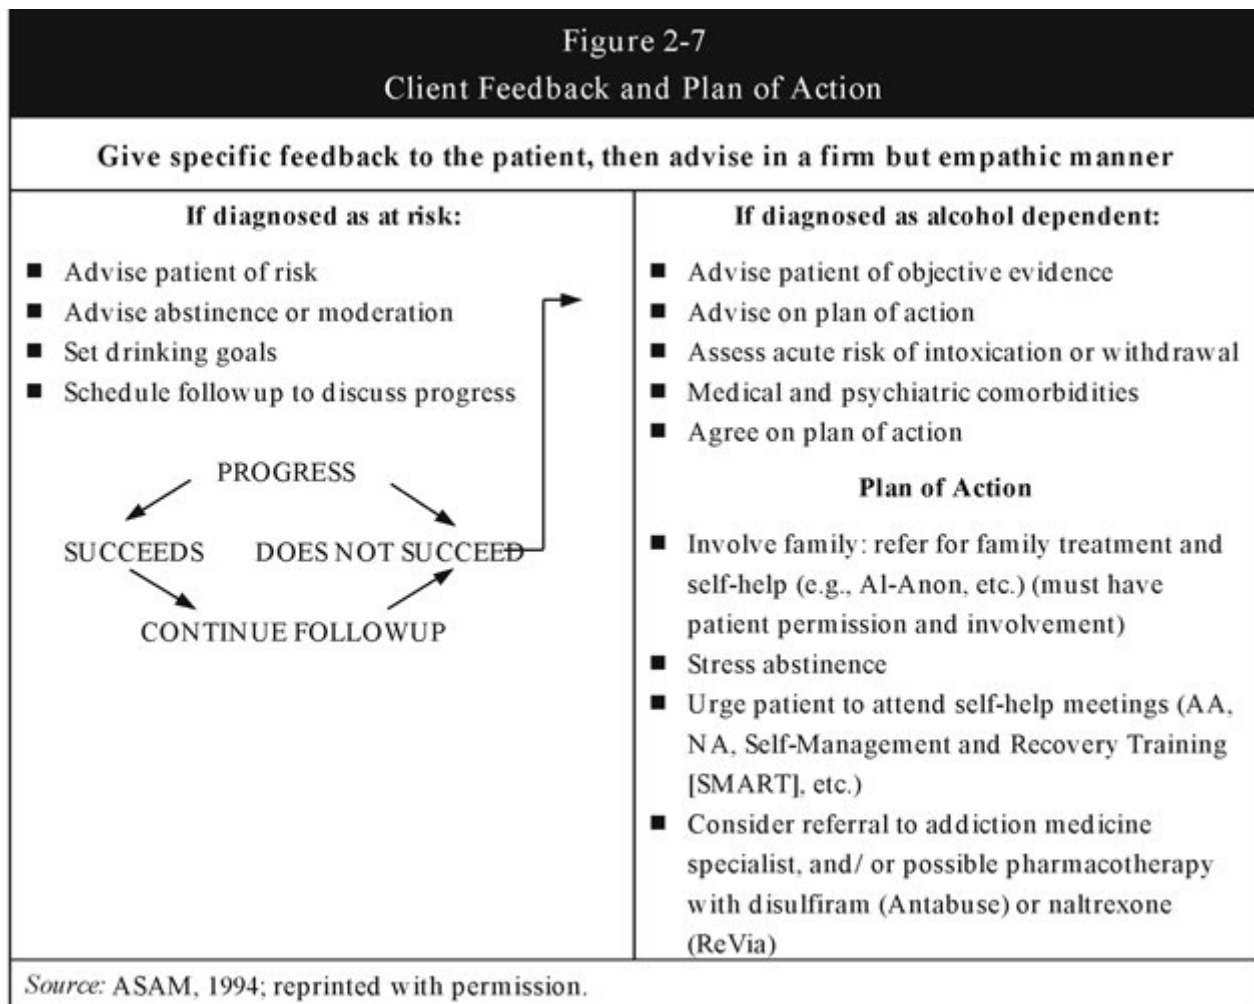 Figure 2-7
Client Feedback and Plan of Action
Give specific feedback to the patient, then advise in a firm but empathic manner
If diagnosed as at risk:
■ Advise patient of risk
■ Advise abstinence or moderation
■ Set drinking goals
■ Schedule followup to discuss progress
PROGRESS
SUCCEEDS DOES NOT SUCCEED
CONTINUE FOLLOWUP
If diagnosed as alcohol dependent:
■ Advise patient of objective evidence
■ Advise on plan of action
■ Assess acute risk of intoxication or withdrawal
■ Medical and psychiatric comorbidities
■ Agree on plan of action
Plan of Action
■ Involve family: refer for family treatment and
self-help (e.g., Al-Anon, etc.) (must have
patient permission and involvement)
■ Stress abstinence
■ Urge patient to attend self-help meetings (AA,
NA, Self-Management and Recovery Training
[SMART], etc.)
■ Consider referral to addiction medicine
specialist, and/ or possible pharmacotherapy
with disulfiram (Antabuse) or naltrexone
(ReVia)
Source: ASAM, 1994; reprinted with permission.